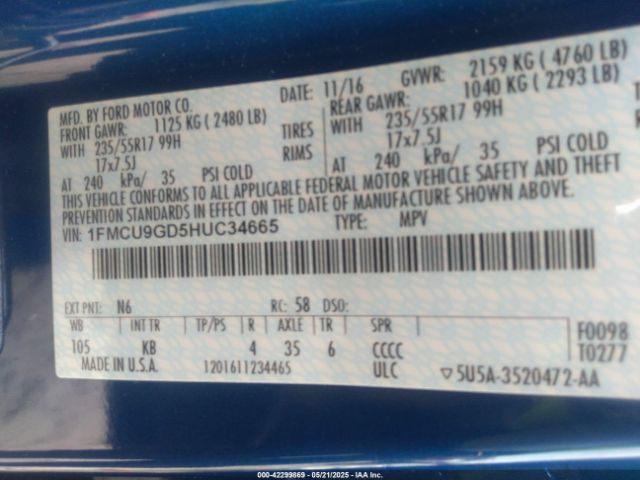 MFD. BY FORD MOTOR CO. DATE: 11/16 GVWR: 2159 KG ( 4760 LB)
FRONT GAWR: 1125 KG ( 2480 LB) REAR GAWR: 1040 KG ( 2293 LB)
WITH 235/55R17 99H TIRES WITH 235/55R17 99H
17x7.5J RIMS 17x7.5J
AT 240 kPa/ 35 PSI COLD AT 240 kPa/ 35 PSI COLD
THIS VEHICLE CONFORMS TO ALL APPLICABLE FEDERAL MOTOR VEHICLE SAFETY AND THEFT
PREVENTION STANDARDS IN EFFECT ON THE DATE OF MANUFACTURE SHOWN ABOVE.
VIN: 1FMCU9GD5HUC34665 TYPE: MPV
EXT PNT: N6 RC: 58 DSO:
WB INT TR TP/PS R AXLE TR SPR F0098
105 KB 4 35 6 CCCC T0277
MADE IN U.S.A. 1201611234465 ULC ▽5U5A-3520472-AA
000-42299869 - 05/21/2025 - IAA Inc.